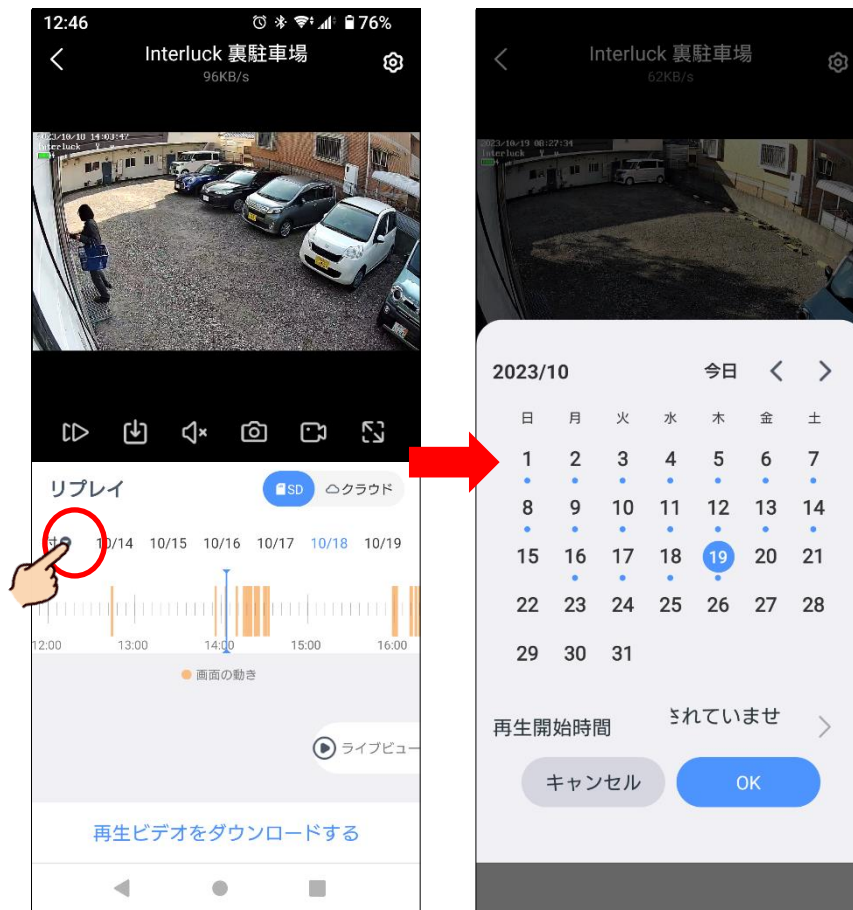 12:46
76%
Interluck 裏駐車場
96KB/s
2023/10/18 14:03:47
Interluck
リプレイ
SD
クラウド
10/14 10/15 10/16 10/17 10/18 10/19
12:00 13:00 14:00 15:00 16:00
画面の動き
ライブビュー
再生ビデオをダウンロードする
Interluck 裏駐車場
62KB/s
2023/10/19 08:27:34
Interluck
2023/10 今日
日 月 火 水 木 金 土
1 2 3 4 5 6 7
8 9 10 11 12 13 14
15 16 17 18 19 20 21
22 23 24 25 26 27 28
29 30 31
再生開始時間 されていませ
キャンセル OK